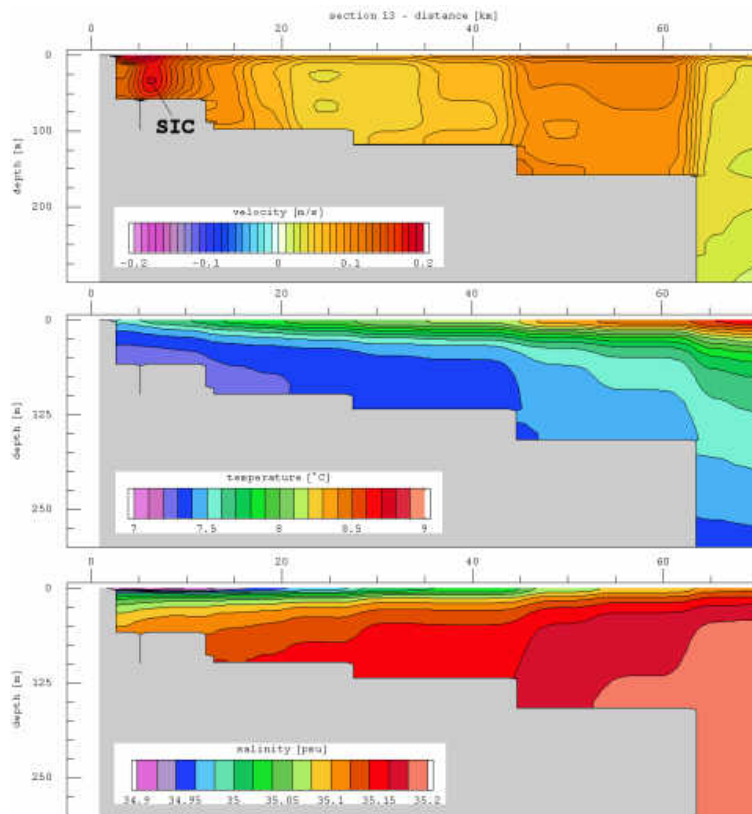 section 13 - distance [km]
0 20 40 60
0
100
200
depth [m]
SIC
velocity [m/s]
-0.2 -0.1 0 0.1 0.2
0 20 40 60
0
125
250
depth [m]
temperature [°C]
7 7.5 8 8.5 9
0 20 40 60
0
125
250
depth [m]
salinity [psu]
34.9 34.95 35 35.05 35.1 35.15 35.2